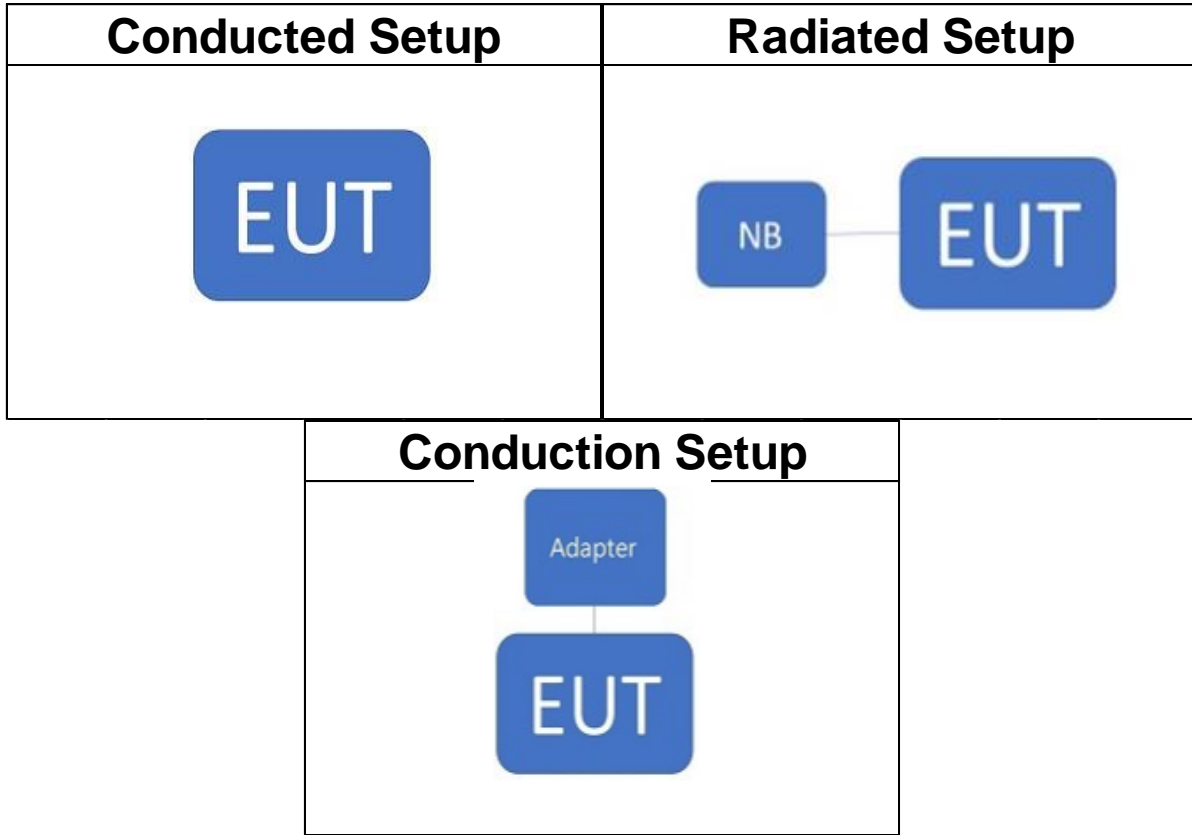 Conducted Setup
Radiated Setup
EUT
NB
EUT
Conduction Setup
Adapter
EUT